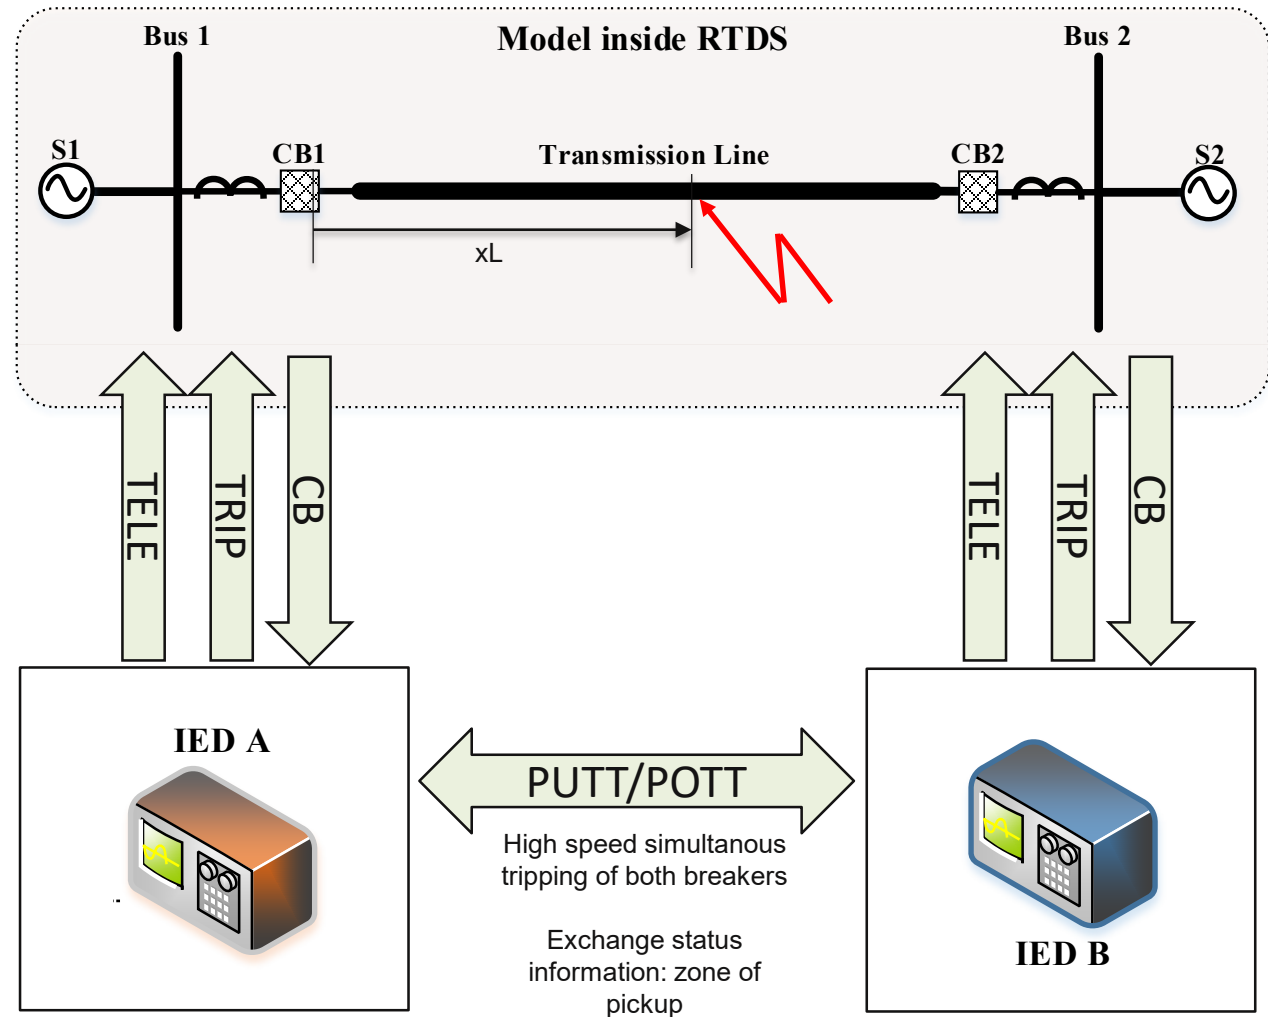 Bus 1
Model inside RTDS
Bus 2
S1
CB1
Transmission Line
CB2
S2
xL
TELE
TRIP
CB
TELE
TRIP
CB
IED A
PUTT/POTT
High speed simultanous
tripping of both breakers
Exchange status
information: zone of
pickup
IED B